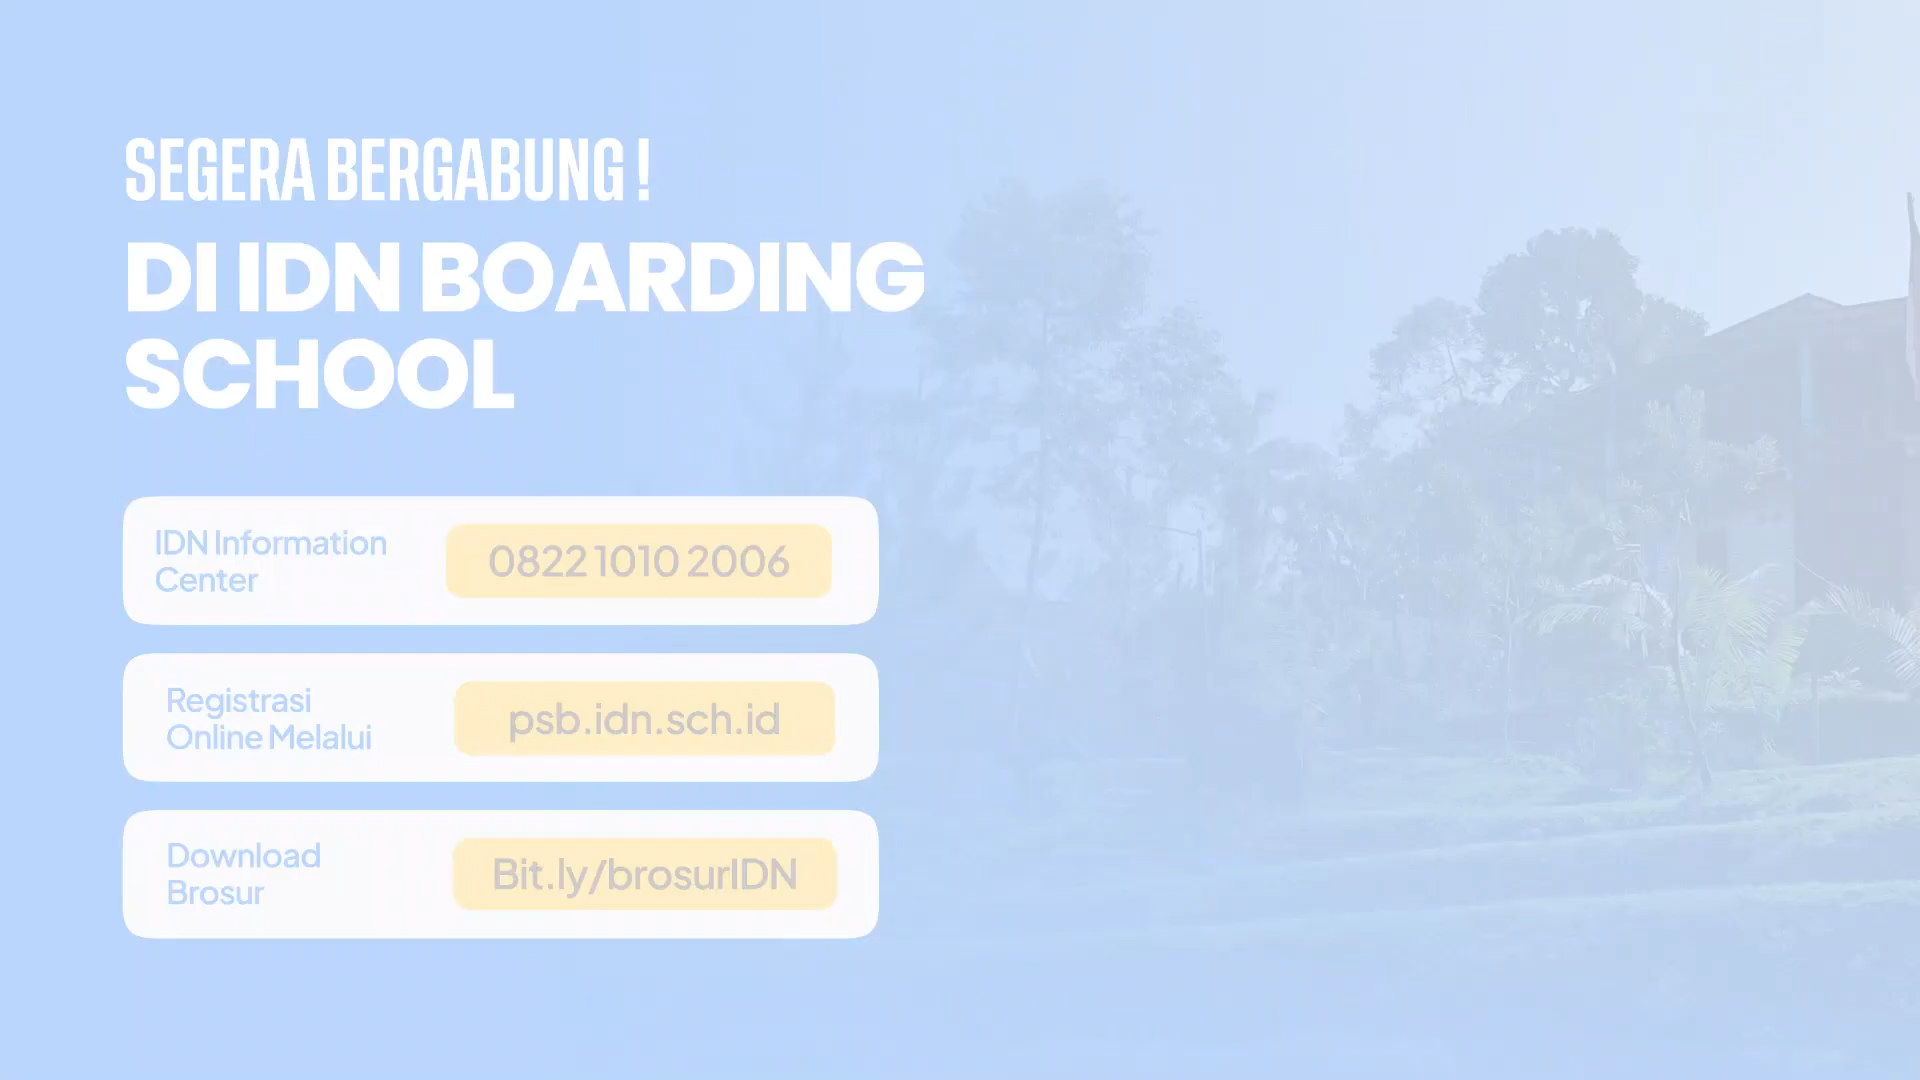 SEGERA BERGABUNG !
DI IDN BOARDING
SCHOOL
IDN Information
Center
0822 1010 2006
Registrasi
Online Melalui
psb.idn.sch.id
Download
Brosur
Bit.ly/brosurIDN